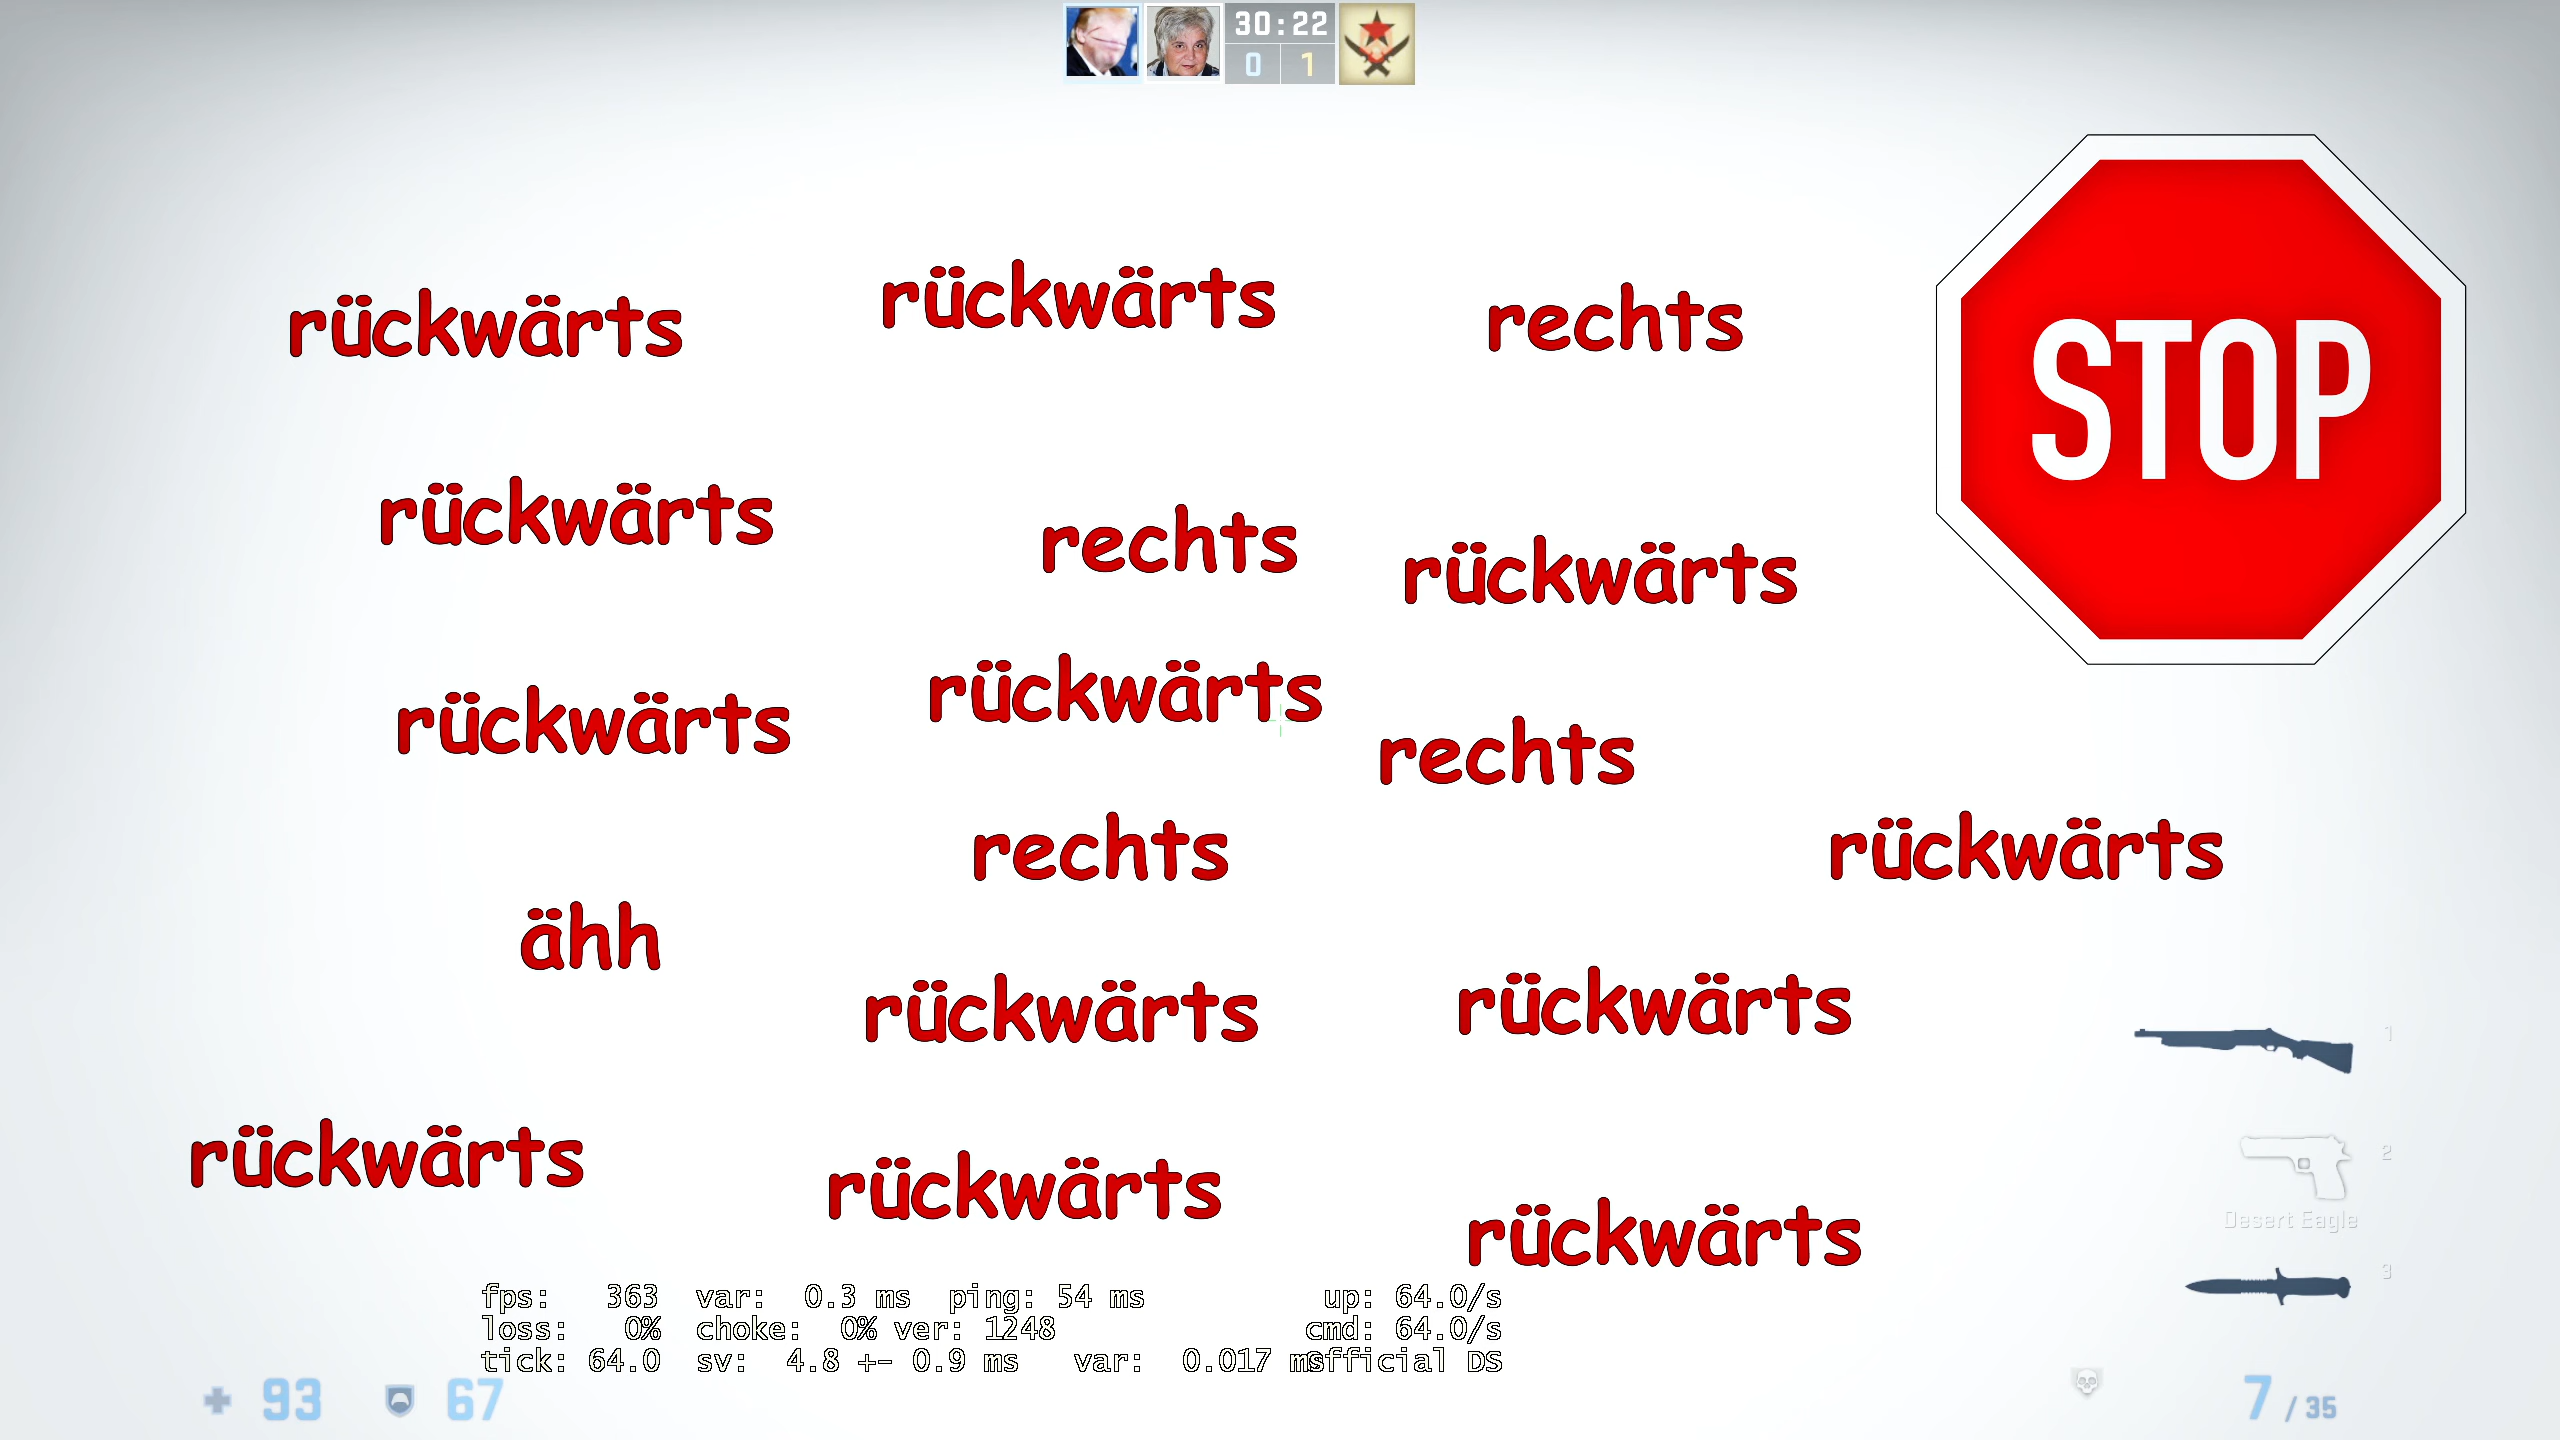 30:22
0 1
rückwärts rückwärts rechts
STOP
rückwärts rechts rückwärts
rückwärts rückwärts rechts
rechts rückwärts
ähh
rückwärts rückwärts
1
rückwärts rückwärts rückwärts
2
Desert Eagle
3
fps: 363 var: 0.3 ms ping: 54 ms up: 64.0/s
loss: 0% choke: 0% ver: 1248 cmd: 64.0/s
tick: 64.0 sv: 4.8 +- 0.9 ms var: 0.017 ms Official DS
93 67 7 / 35